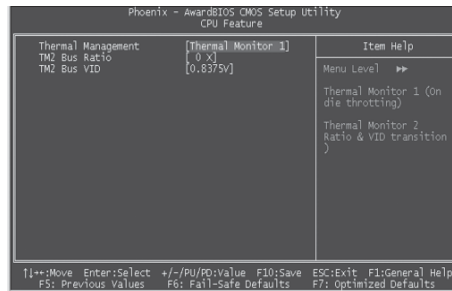 Phoenix - AwardBIOS CMOS Setup Utility
CPU Feature
Thermal Management [Thermal Monitor 1]
TM2 Bus Ratio [ 0 X]
TM2 Bus VID [0.8375V]
Item Help
Menu Level ▸▸
Thermal Monitor 1 (On
die throtting)
Thermal Monitor 2
Ratio & VID transition
)
↑↓→←:Move Enter:Select +/-/PU/PD:Value F10:Save ESC:Exit F1:General Help
F5: Previous Values F6: Fail-Safe Defaults F7: Optimized Defaults